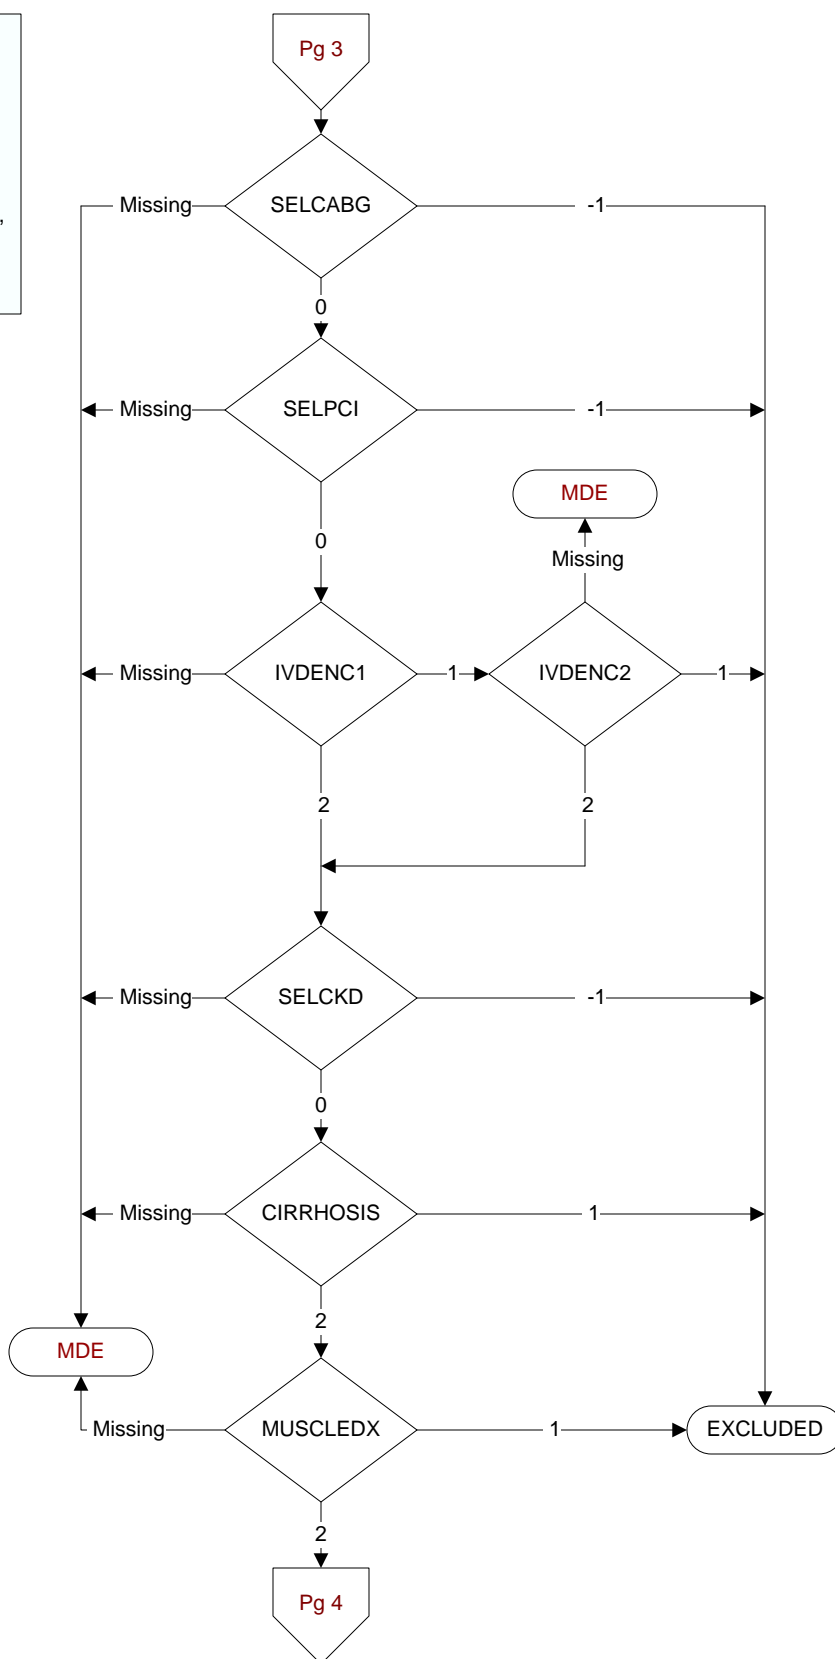 Pg 3
,
Missing
SELCABG
-1
0
Missing
SELPCI
-1
MDE
0
Missing
Missing
IVDENC1
1
IVDENC2
1
2
2
Missing
SELCKD
-1
0
Missing
CIRRHOSIS
1
2
MDE
Missing
MUSCLEDX
1
EXCLUDED
2
Pg 4